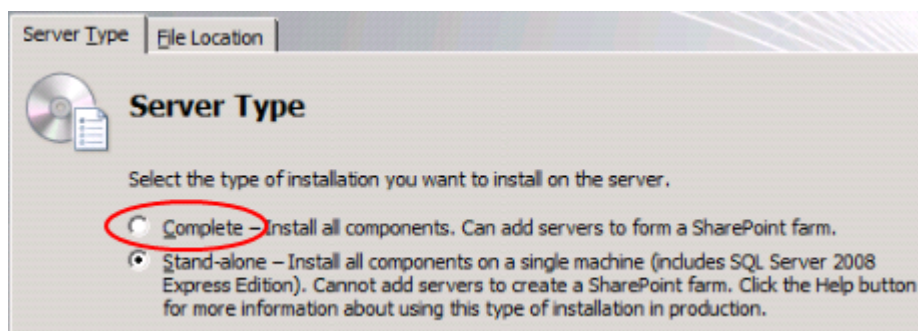 Server Type File Location
Server Type
Select the type of installation you want to install on the server.
Complete – Install all components. Can add servers to form a SharePoint farm.
Stand-alone – Install all components on a single machine (includes SQL Server 2008
Express Edition). Cannot add servers to create a SharePoint farm. Click the Help button
for more information about using this type of installation in production.